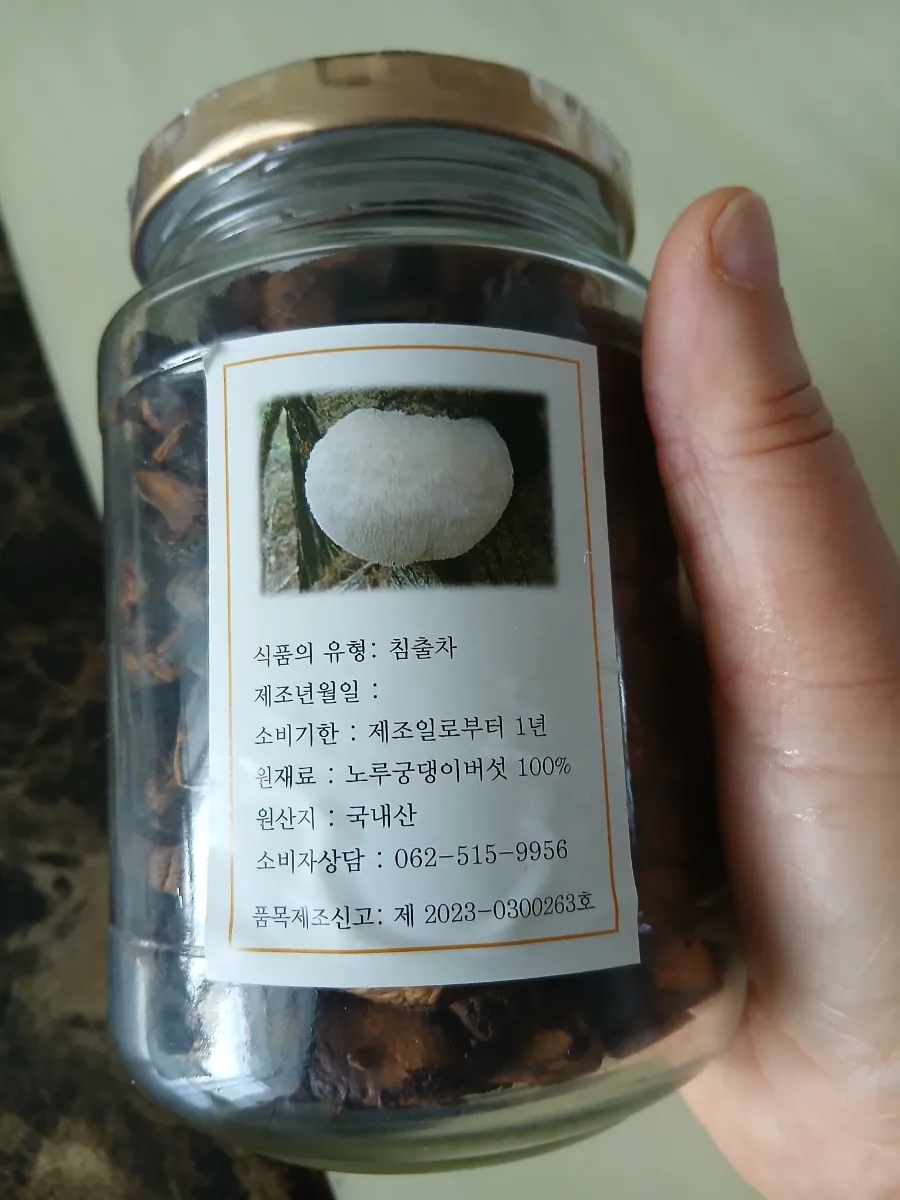 식품의 유형: 침출차
제조년월일 :
소비기한 : 제조일로부터 1년
원재료 : 노루궁댕이버섯 100%
원산지 : 국내산
소비자상담 : 062-515-9956
품목제조신고: 제 2023-0300263호